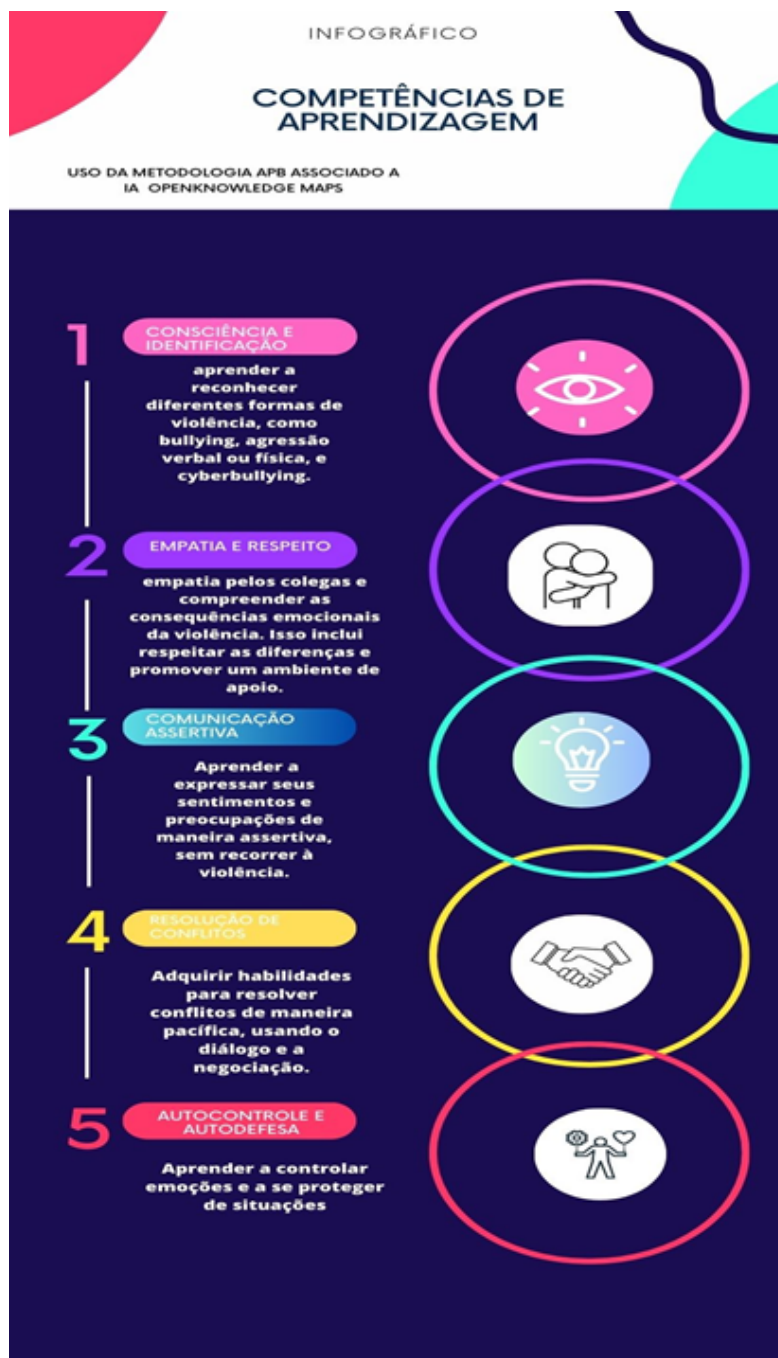 INFOGRÁFICO
COMPETÊNCIAS DE
APRENDIZAGEM
USO DA METODOLOGIA APB ASSOCIADO A
IA OPENKNOWLEDGE MAPS
1
CONSCIÊNCIA E
IDENTIFICAÇÃO
aprender a
reconhecer
diferentes formas de
violência, como
bullying, agressão
verbal ou física, e
cyberbullying.
2
EMPATIA E RESPEITO
empatia pelos colegas e
compreender as
consequências emocionais
da violência. Isso inclui
respeitar as diferenças e
promover um ambiente de
apoio.
3
COMUNICAÇÃO
ASSERTIVA
Aprender a
expressar seus
sentimentos e
preocupações de
maneira assertiva,
sem recorrer à
violência.
4
RESOLUÇÃO DE
CONFLITOS
Adquirir habilidades
para resolver
conflitos de maneira
pacífica, usando o
diálogo e a
negociação.
5
AUTOCONTROLE E
AUTODEFESA
Aprender a controlar
emoções e a se proteger
de situações